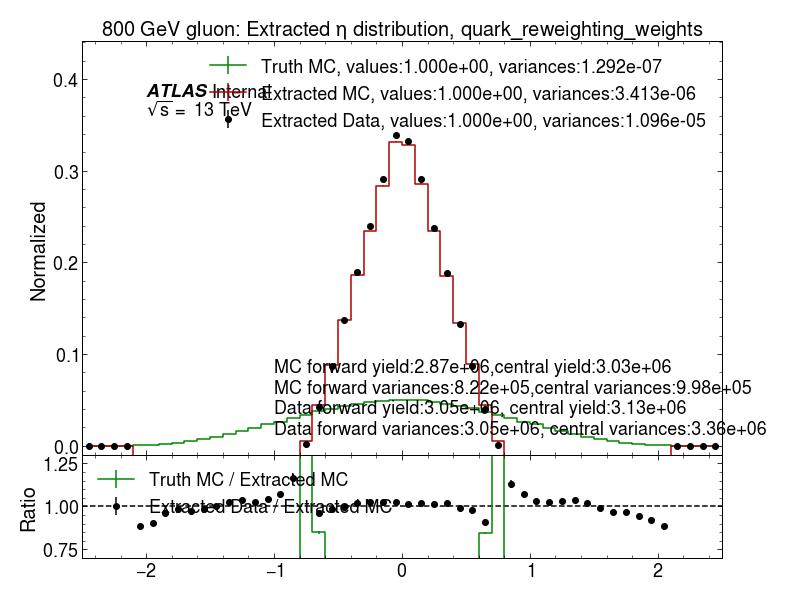 800 GeV gluon: Extracted η distribution, quark_reweighting_weights
Truth MC, values:1.000e+00, variances:1.292e-07
ATLAS Internal
Extracted MC, values:1.000e+00, variances:3.413e-06
√s = 13 TeV
Extracted Data, values:1.000e+00, variances:1.096e-05
Normalized
0.4
0.3
0.2
0.1
0.0
MC forward yield:2.87e+06,central yield:3.03e+06
MC forward variances:8.22e+05,central variances:9.98e+05
Data forward yield:3.05e+06, central yield:3.13e+06
Data forward variances:3.05e+06, central variances:3.36e+06
Ratio
1.25
1.00
0.75
Truth MC / Extracted MC
Extracted Data / Extracted MC
−2 −1 0 1 2